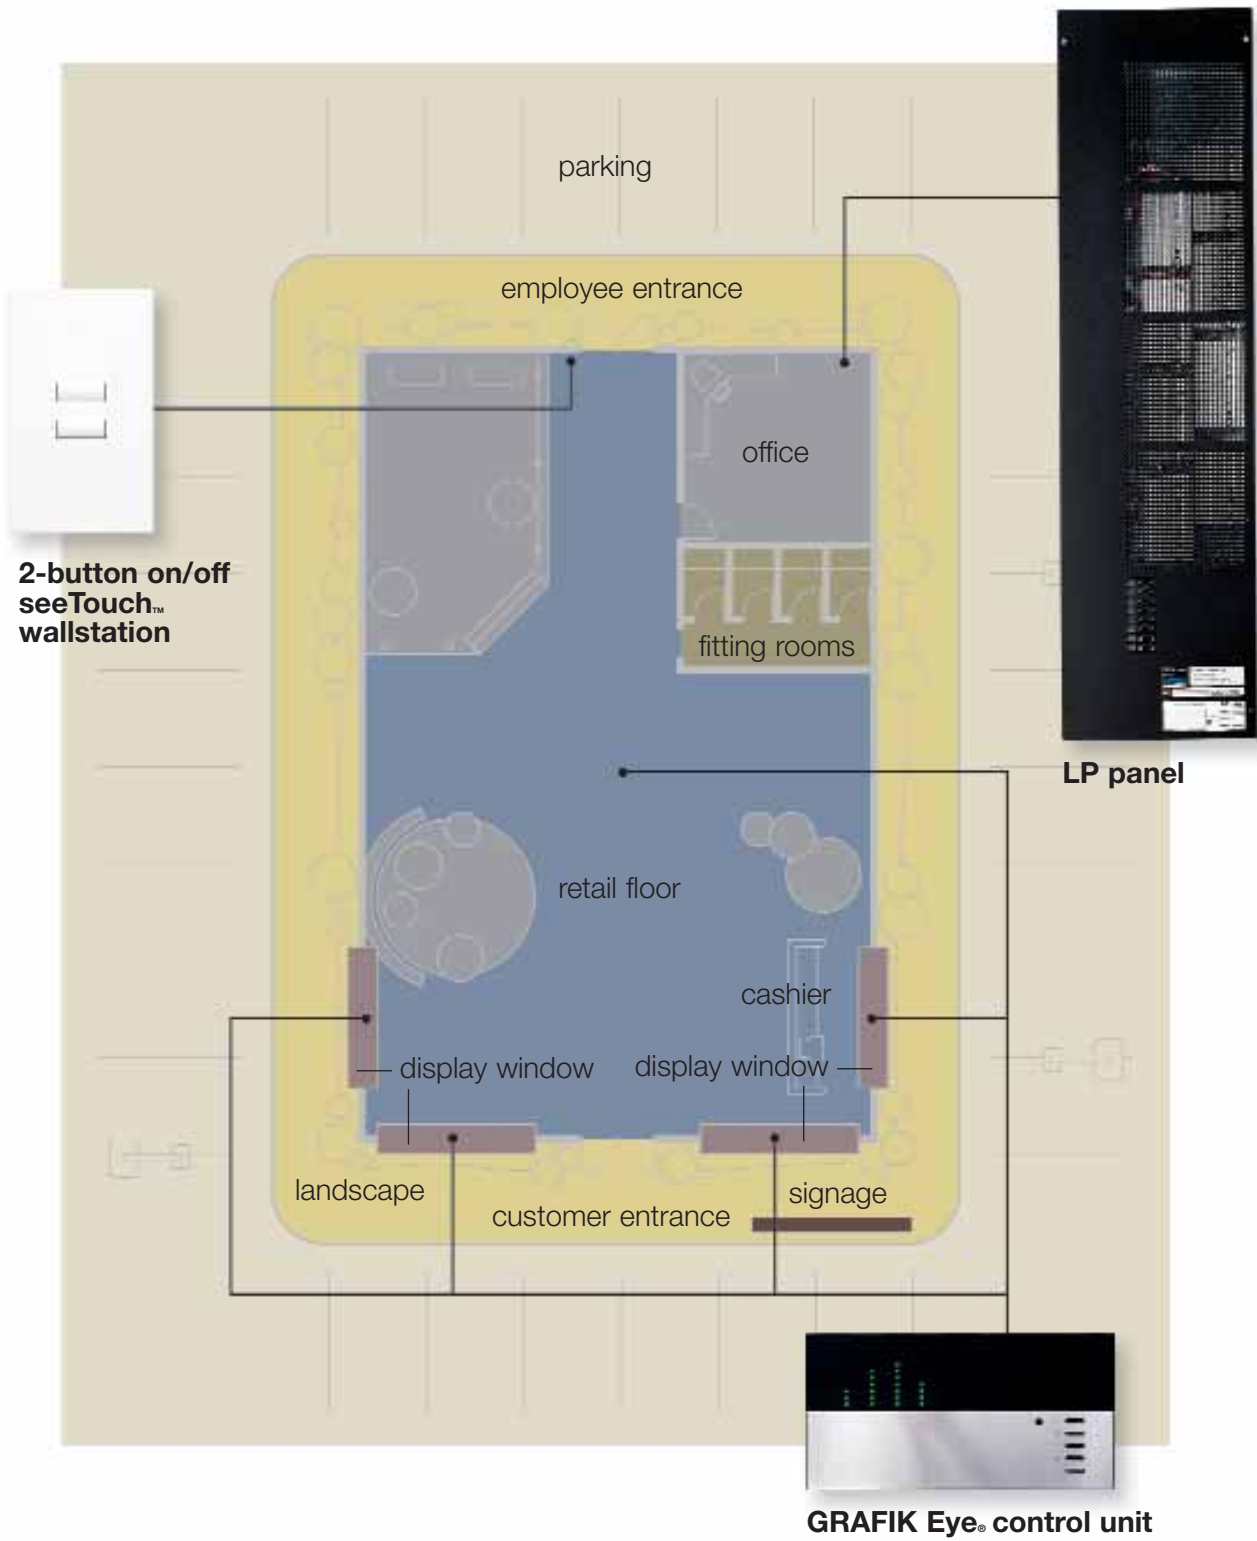 parking
employee entrance
office
2-button on/off
seeTouch™
wallstation
fitting rooms
LP panel
retail floor
cashier
display window
display window
landscape
signage
customer entrance
GRAFIK Eye® control unit